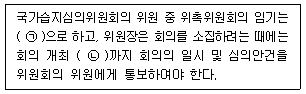 국가습지심의위원회의 위원 중 위촉위원회의 임기는
( ㉠ )으로 하고, 위원장은 회의를 소집하려는 때에는
회의 개최 ( ㉡ )까지 회의의 일시 및 심의안건을
위원회의 위원에게 통보하여야 한다.